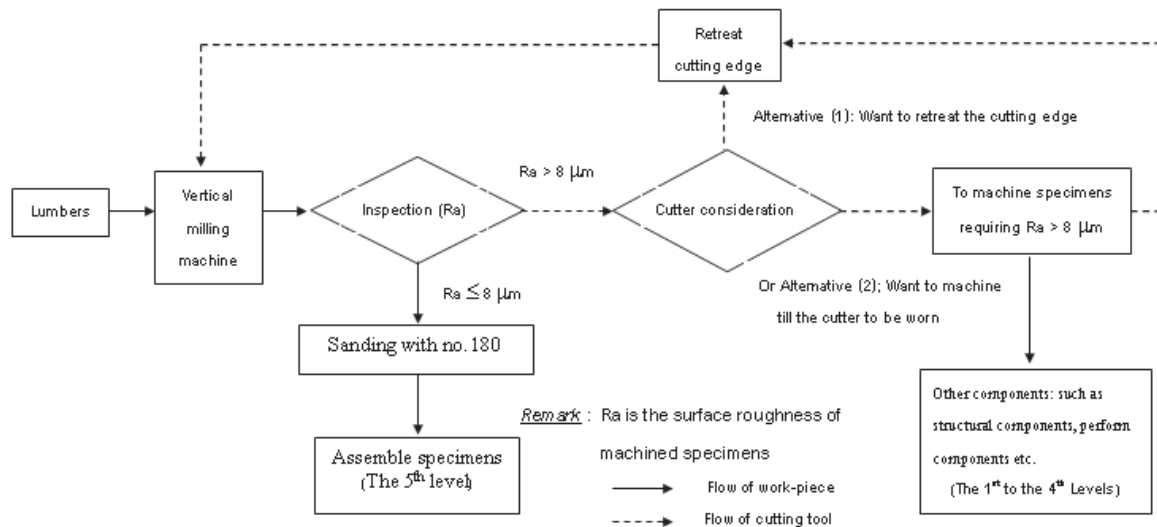 Retreat
cutting edge
Alternative (1): Want to retreat the cutting edge
Ra > 8 μm
Lumbers
Vertical
milling
machine
Inspection (Ra)
Cutter consideration
To machine specimens
requiring Ra > 8 μm
Ra ≤ 8 μm
Or Alternative (2); Want to machine
till the cutter to be worn
Sanding with no. 180
Assemble specimens
(The 5th level)
Remark : Ra is the surface roughness of
machined specimens
Flow of work-piece
Flow of cutting tool
Other components: such as
structural components, perform
components etc.
(The 1st to the 4th Levels)